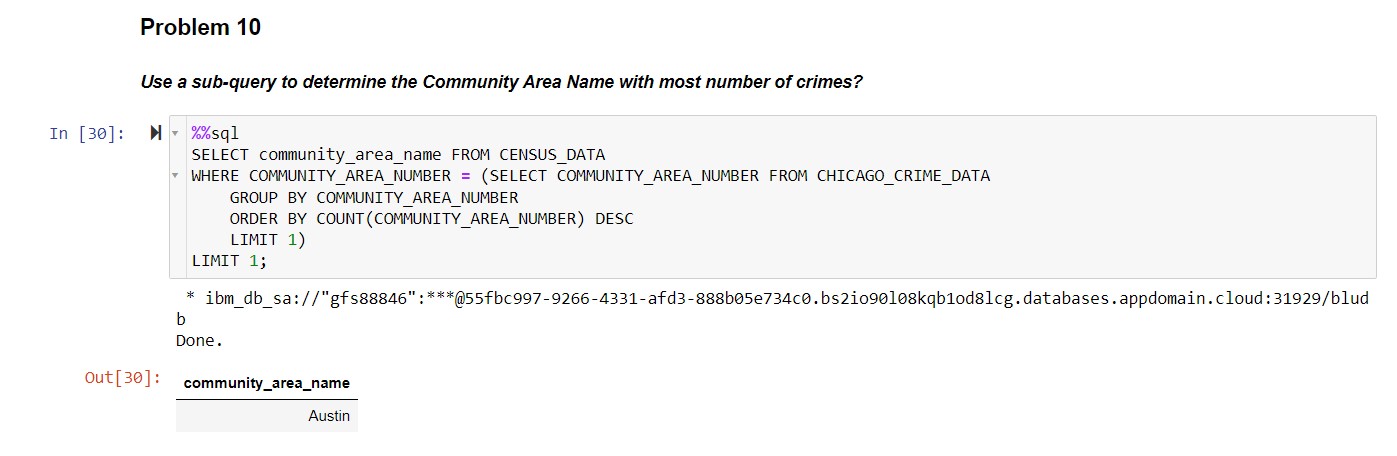 Problem 10
Use a sub-query to determine the Community Area Name with most number of crimes?
In [30]:
%%sql
SELECT community_area_name FROM CENSUS_DATA
WHERE COMMUNITY_AREA_NUMBER = (SELECT COMMUNITY_AREA_NUMBER FROM CHICAGO_CRIME_DATA
GROUP BY COMMUNITY_AREA_NUMBER
ORDER BY COUNT(COMMUNITY_AREA_NUMBER) DESC
LIMIT 1)
LIMIT 1;
* ibm_db_sa://"gfs88846":***@55fbc997-9266-4331-afd3-888b05e734c0.bs2io90l08kqb1od8lcg.databases.appdomain.cloud:31929/blud
b
Done.
Out[30]:
community_area_name
Austin